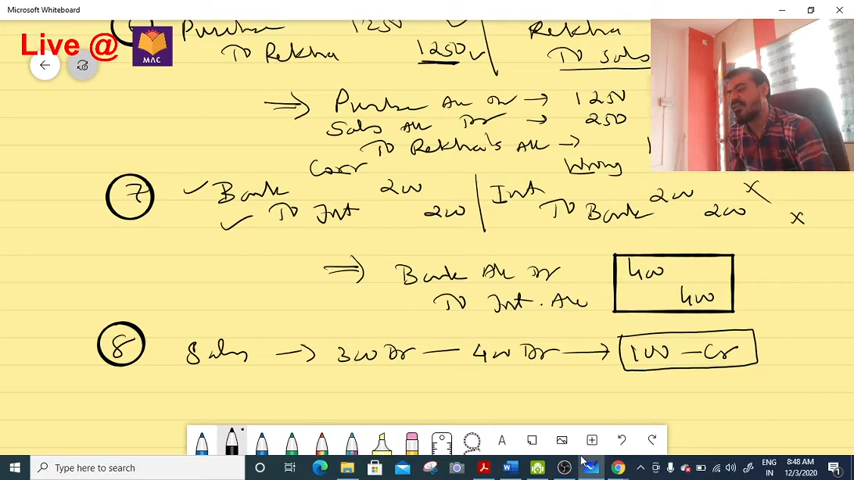 Microsoft Whiteboard
Live @ MAC
Purchase 1250
To Rekha 1250
Rekha
To Sales
⇒ Purchase A/c Dr → 1250
Sales A/c Dr → 250
To Rekha's A/c →
Corr
Wrong
7 ✓ Bank 200
✓ To Int 200
Int 200 x
To Bank 200 x
⇒ Bank A/c Dr 400
To Int. A/c 400
8 Sales → 300 Dr — 400 Dr → 100 - Cr
Type here to search
ENG
IN
8:48 AM
12/3/2020